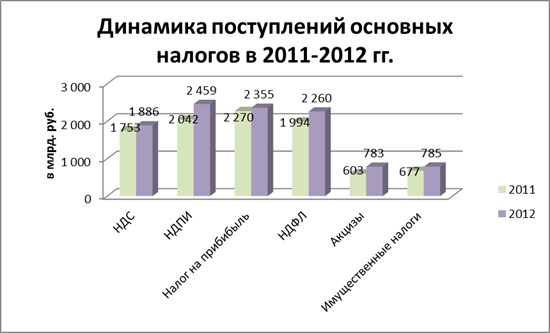 Динамика поступлений основных
налогов в 2011-2012 гг.
в млрд. руб.
3 000
2 000
1 000
0
1 753
1 886
2 042
2 459
2 270
2 355
1 994
2 260
603
783
677
785
НДС
НДПИ
Налог на прибибыль
НДФЛ
Акцизы
Имущественные налоги
2011
2012